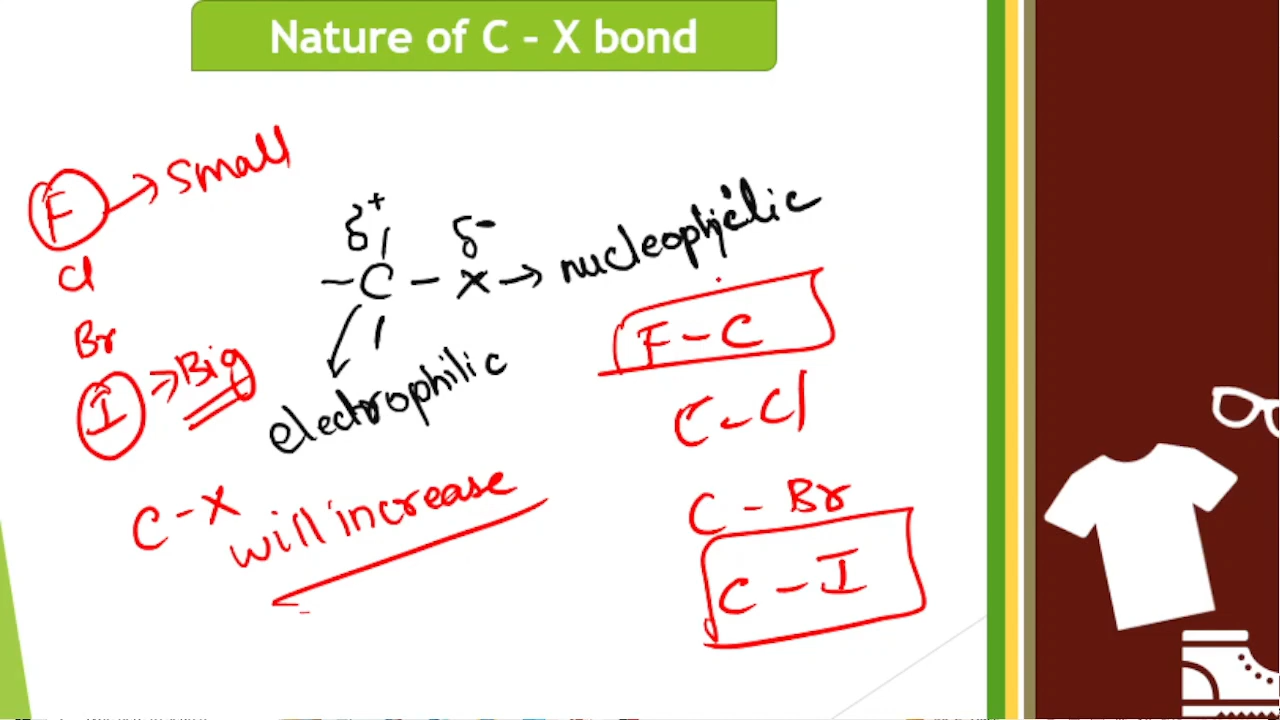 Nature of C – X bond
F → small
Cl
Br
I → Big
δ+ δ-
- C - X → nucleophilic
electrophilic
C - X
will increase
F - C
C - Cl
C - Br
C - I